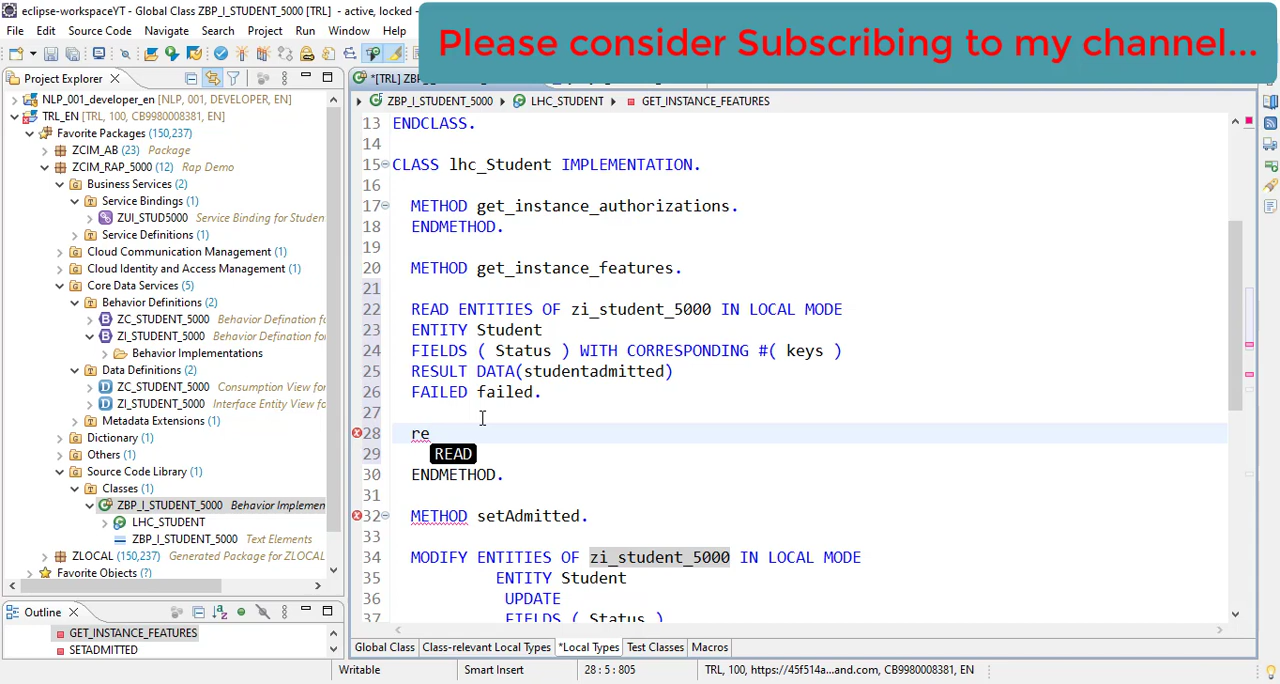 eclipse-workspaceYT - Global Class ZBP_I_STUDENT_5000 [TRL] - active, locked -
Please consider Subscribing to my channel...
File Edit Source Code Navigate Search Project Run Window Help
Project Explorer
*[TRL] ZBP_
NLP_001_developer_en [NLP, 001, DEVELOPER, EN]
TRL_EN [TRL, 100, CB9980008381, EN]
Favorite Packages (150,237)
ZCIM_AB (23) Package
ZCIM_RAP_5000 (12) Rap Demo
Business Services (2)
Service Bindings (1)
ZUI_STUD5000 Service Binding for Studen
Service Definitions (1)
Cloud Communication Management (1)
Cloud Identity and Access Management (1)
Core Data Services (5)
Behavior Definitions (2)
ZC_STUDENT_5000 Behavior Defination fo
ZI_STUDENT_5000 Behavior Defination for
Behavior Implementations
Data Definitions (2)
ZC_STUDENT_5000 Consumption View for
ZI_STUDENT_5000 Interface Entity View for
Metadata Extensions (1)
Dictionary (1)
Others (1)
Source Code Library (1)
Classes (1)
ZBP_I_STUDENT_5000 Behavior Implemen
LHC_STUDENT
ZBP_I_STUDENT_5000 Text Elements
ZLOCAL (150,237) Generated Package for ZLOCAL
Favorite Objects (?)
Outline
GET_INSTANCE_FEATURES
SETADMITTED
ZBP_I_STUDENT_5000 LHC_STUDENT GET_INSTANCE_FEATURES
13 ENDCLASS.
14
15 CLASS lhc_Student IMPLEMENTATION.
16
17 METHOD get_instance_authorizations.
18 ENDMETHOD.
19
20 METHOD get_instance_features.
21
22 READ ENTITIES OF zi_student_5000 IN LOCAL MODE
23 ENTITY Student
24 FIELDS ( Status ) WITH CORRESPONDING #( keys )
25 RESULT DATA(studentadmitted)
26 FAILED failed.
27
28 re
29 READ
30 ENDMETHOD.
31
32 METHOD setAdmitted.
33
34 MODIFY ENTITIES OF zi_student_5000 IN LOCAL MODE
35 ENTITY Student
36 UPDATE
37 FIELDS ( Status )
Global Class Class-relevant Local Types *Local Types Test Classes Macros
Writable Smart Insert 28 : 5 : 805 TRL, 100, https://45f514a...and.com, CB9980008381, EN